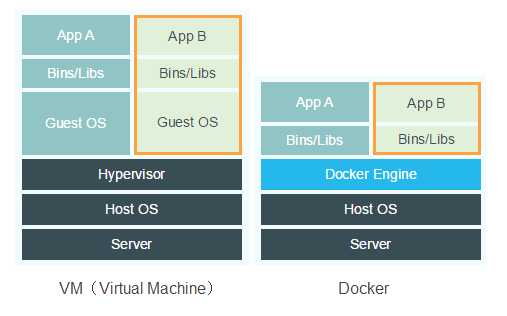 App A
App B
Bins/Libs
Bins/Libs
Guest OS
Guest OS
Hypervisor
Host OS
Server
VM（Virtual Machine）
App A
App B
Bins/Libs
Bins/Libs
Docker Engine
Host OS
Server
Docker